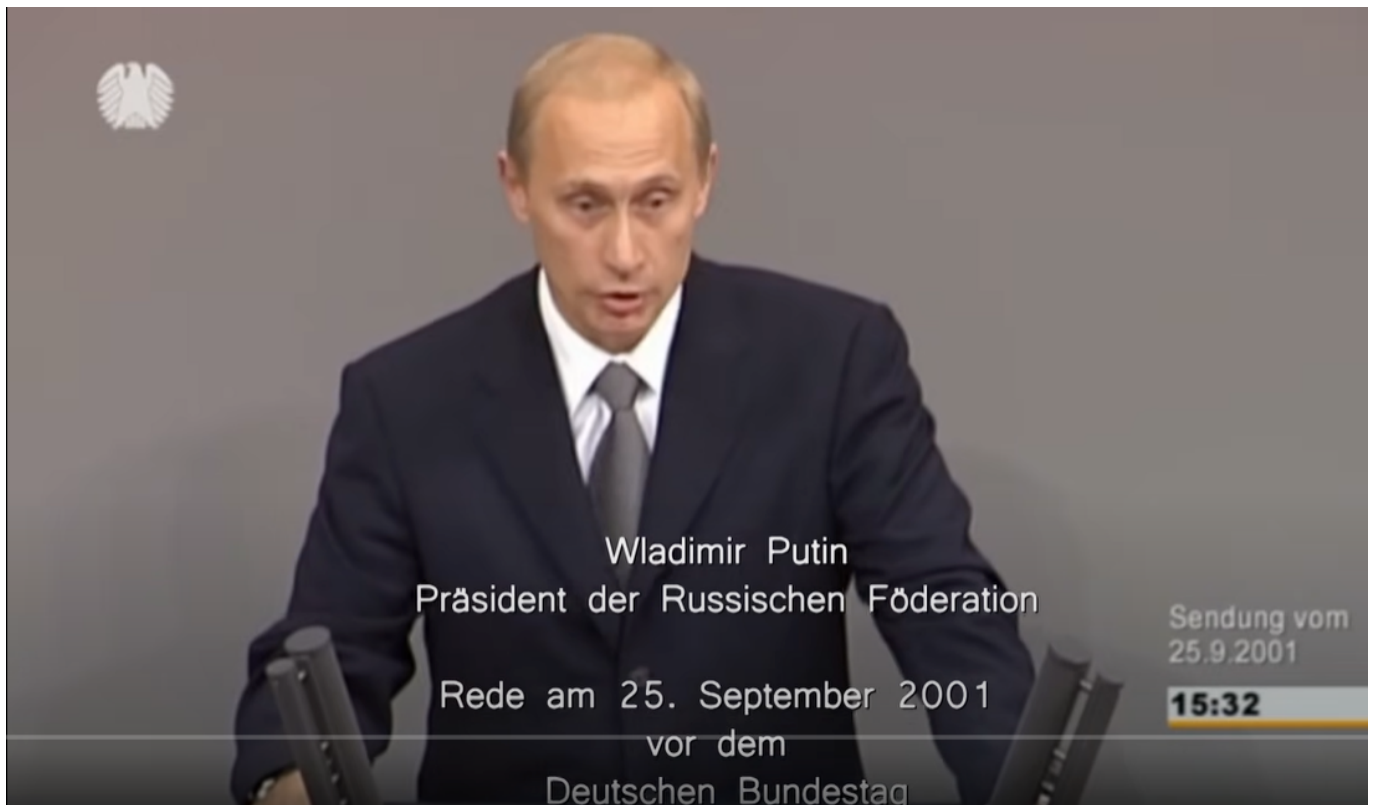 Wladimir Putin
Präsident der Russischen Föderation
Rede am 25. September 2001
vor dem
Deutschen Bundestag
Sendung vom
25.9.2001
15:32